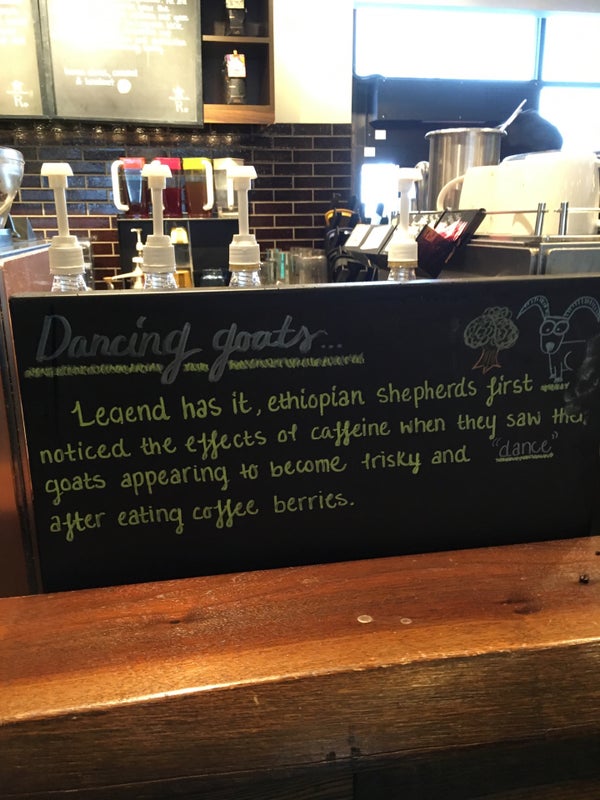 Dancing goats...
Legend has it, ethiopian shepherds first
noticed the effects of caffeine when they saw their
goats appearing to become frisky and "dance"
after eating coffee berries.